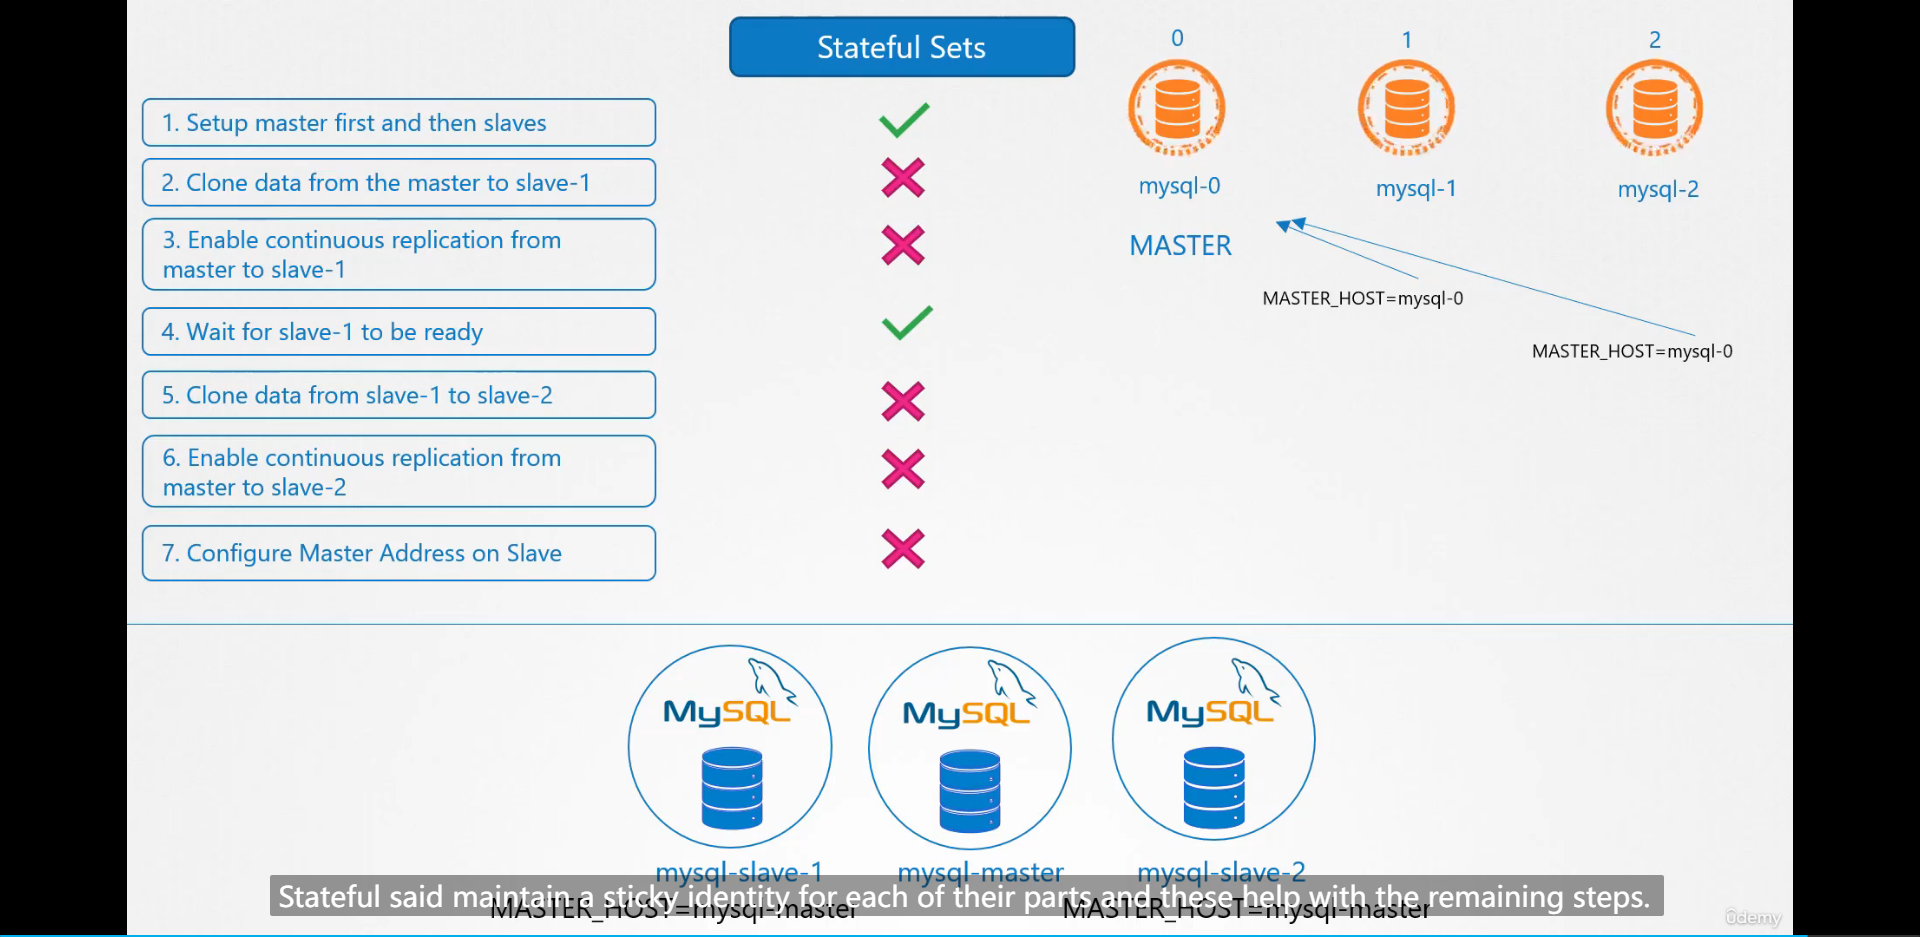 Stateful Sets
0
1
2
1. Setup master first and then slaves
2. Clone data from the master to slave-1
3. Enable continuous replication from
master to slave-1
4. Wait for slave-1 to be ready
5. Clone data from slave-1 to slave-2
6. Enable continuous replication from
master to slave-2
7. Configure Master Address on Slave
mysql-0
mysql-1
mysql-2
MASTER
MASTER_HOST=mysql-0
MASTER_HOST=mysql-0
MySQL
MySQL
MySQL
mysql-slave-1
mysql-master
mysql-slave-2
Stateful said maintain a sticky identity for each of their parts and these help with the remaining steps.
MASTER_HOST=mysql-master
MASTER_HOST=mysql-master
ûdemy